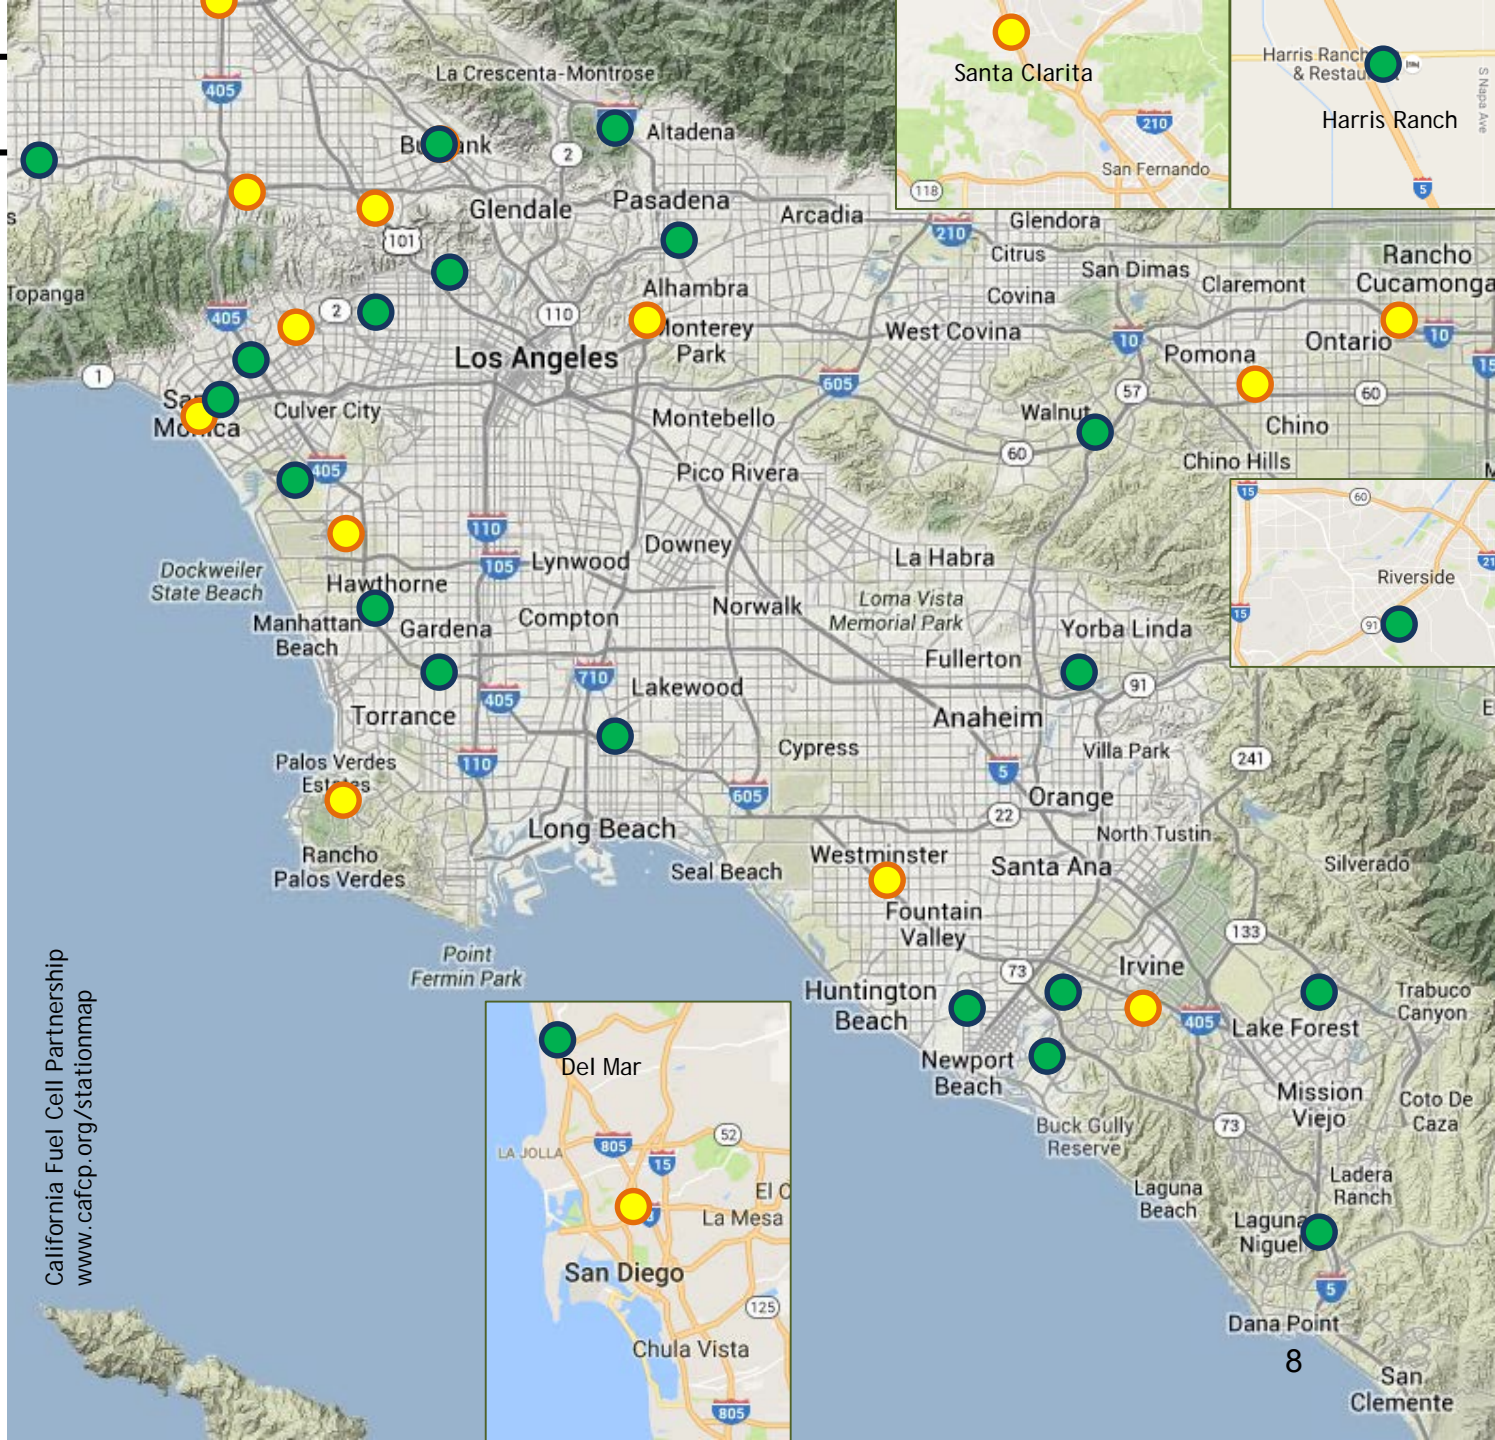 405
La Crescenta-Montrose
Altadena
2
Glendale
Pasadena
Arcadia
101
Santa Clarita
210
San Fernando
118
Harris Ranch
Harris Ranch
S Napa Ave
5
210
Glendora
Citrus
San Dimas
Covina
Claremont
Rancho
Cucamonga
Topanga
405
2
110
Alhambra
Monterey
Park
West Covina
10
Pomona
Ontario
10
15
Los Angeles
1
605
57
60
Culver City
Montebello
Walnut
Chino
Monica
405
Pico Rivera
60
Chino Hills
110
105
Lynwood
Downey
La Habra
15
60
Riverside
15
91
Dockweiler
State Beach
Hawthorne
Manhattan
Beach
Gardena
Compton
Norwalk
Loma Vista
Memorial Park
Yorba Linda
Fullerton
710
405
Lakewood
91
Torrance
Anaheim
Palos Verdes
110
Cypress
Villa Park
241
5
605
Orange
22
North Tustin
Long Beach
Rancho
Palos Verdes
Seal Beach
Westminster
Santa Ana
Silverado
Fountain
Valley
133
Point
Fermin Park
73
Irvine
Huntington
Beach
405
Lake Forest
Trabuco
Canyon
Newport
Beach
Mission
Viejo
Coto De
Caza
Buck Gully
Reserve
73
Laguna
Beach
Ladera
Ranch
Laguna
Niguel
5
Dana Point
8
San
Clemente
Del Mar
LA JOLLA
805
52
15
La Mesa
San Diego
125
Chula Vista
805
California Fuel Cell Partnership
www.cafcp.org/stationmap